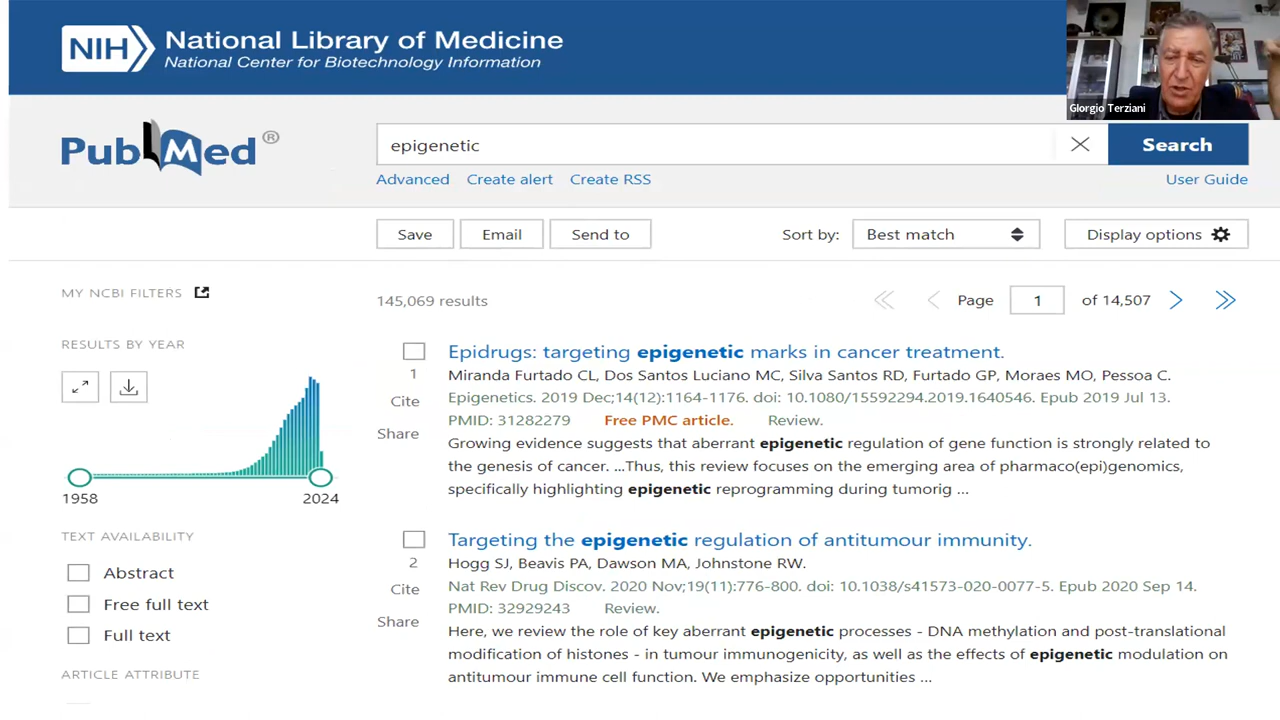 NIH National Library of Medicine
National Center for Biotechnology Information
GIorgio Terziani
PubMed®
epigenetic
Search
Advanced Create alert Create RSS User Guide
Save Email Send to Sort by: Best match Display options
MY NCBI FILTERS
145,069 results Page 1 of 14,507
RESULTS BY YEAR
1958 2024
TEXT AVAILABILITY
Abstract
Free full text
Full text
ARTICLE ATTRIBUTE
Epidrugs: targeting epigenetic marks in cancer treatment.
1
Cite
Share
Miranda Furtado CL, Dos Santos Luciano MC, Silva Santos RD, Furtado GP, Moraes MO, Pessoa C.
Epigenetics. 2019 Dec;14(12):1164-1176. doi: 10.1080/15592294.2019.1640546. Epub 2019 Jul 13.
PMID: 31282279 Free PMC article. Review.
Growing evidence suggests that aberrant epigenetic regulation of gene function is strongly related to
the genesis of cancer. ...Thus, this review focuses on the emerging area of pharmaco(epi)genomics,
specifically highlighting epigenetic reprogramming during tumorig ...
Targeting the epigenetic regulation of antitumour immunity.
2
Cite
Share
Hogg SJ, Beavis PA, Dawson MA, Johnstone RW.
Nat Rev Drug Discov. 2020 Nov;19(11):776-800. doi: 10.1038/s41573-020-0077-5. Epub 2020 Sep 14.
PMID: 32929243 Review.
Here, we review the role of key aberrant epigenetic processes - DNA methylation and post-translational
modification of histones - in tumour immunogenicity, as well as the effects of epigenetic modulation on
antitumour immune cell function. We emphasize opportunities ...